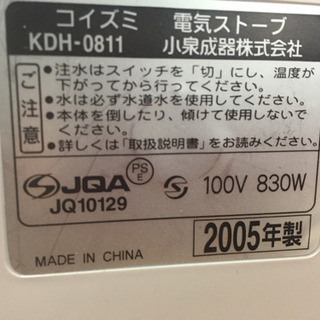 コイズミ 電気ストーブ
KDH-0811 小泉成器株式会社
ご注意
●注水はスイッチを「切」にし、温度が
下がってから行ってください。
●水は必ず水道水を使用してください。
●本体を倒したり、傾けて使用しない
でください。
●詳しくは「取扱説明書」をお読みください。
JQA PS E 100V 830W
JQ10129
2005年製
MADE IN CHINA